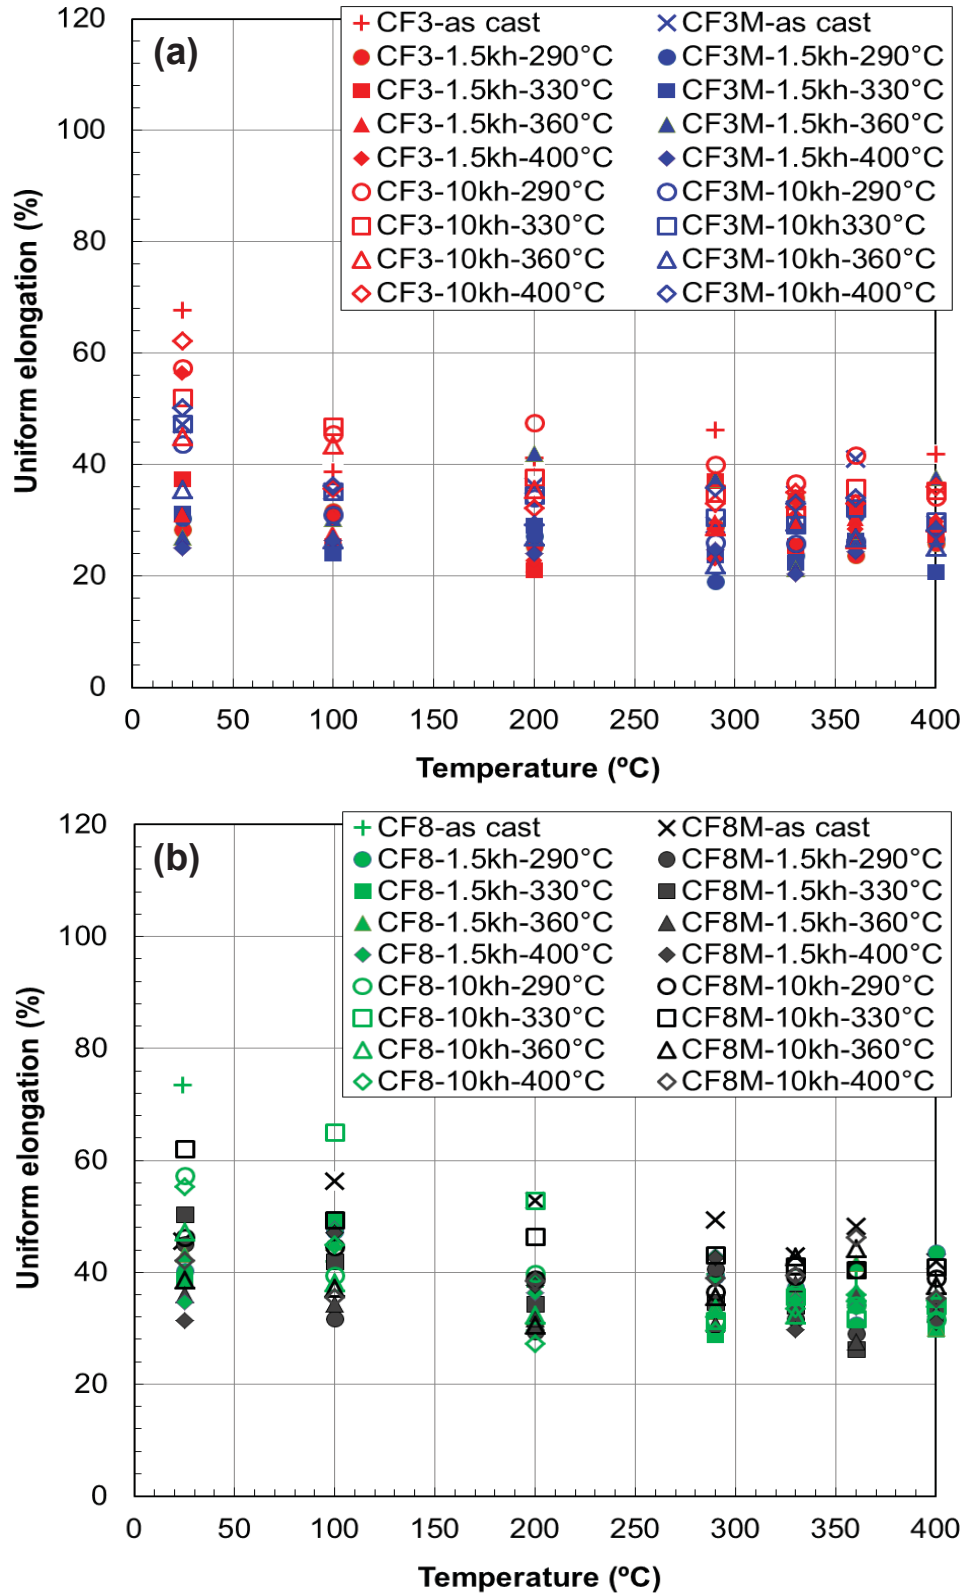 120
(a)
CF3-as cast CF3M-as cast
CF3-1.5kh-290°C CF3M-1.5kh-290°C
CF3-1.5kh-330°C CF3M-1.5kh-330°C
100
CF3-1.5kh-360°C CF3M-1.5kh-360°C
CF3-1.5kh-400°C CF3M-1.5kh-400°C
CF3-10kh-290°C CF3M-10kh-290°C
80
CF3-10kh-330°C CF3M-10kh330°C
CF3-10kh-360°C CF3M-10kh-360°C
CF3-10kh-400°C CF3M-10kh-400°C
60
40
20
0
Uniform elongation (%)
0 50 100 150 200 250 300 350 400
Temperature (ºC)
120
(b)
CF8-as cast CF8M-as cast
CF8-1.5kh-290°C CF8M-1.5kh-290°C
CF8-1.5kh-330°C CF8M-1.5kh-330°C
100
CF8-1.5kh-360°C CF8M-1.5kh-360°C
CF8-1.5kh-400°C CF8M-1.5kh-400°C
CF8-10kh-290°C CF8M-10kh-290°C
CF8-10kh-330°C CF8M-10kh-330°C
80
CF8-10kh-360°C CF8M-10kh-360°C
CF8-10kh-400°C CF8M-10kh-400°C
60
40
20
0
Uniform elongation (%)
0 50 100 150 200 250 300 350 400
Temperature (ºC)